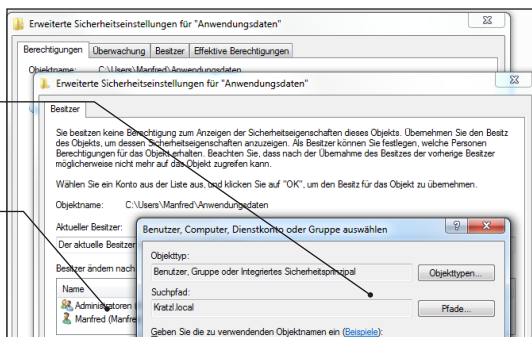 Erweiterte Sicherheitseinstellungen für "Anwendungsdaten"
Berechtigungen Überwachung Besitzer Effektive Berechtigungen
Objektname: C:\Users\Manfred\Anwendungsdaten
Erweiterte Sicherheitseinstellungen für "Anwendungsdaten"
Besitzer
Sie besitzen keine Berechtigung zum Anzeigen der Sicherheitseigenschaften dieses Objekts. Übernehmen Sie den Besitz
des Objekts, um dessen Sicherheitseigenschaften anzuzeigen. Als Besitzer können Sie festlegen, welche Personen
Berechtigungen für das Objekt erhalten. Beachten Sie, dass nach der Übernahme des Besitzes der vorherige Besitzer
möglicherweise nicht mehr auf das Objekt zugreifen kann.
Wählen Sie ein Konto aus der Liste aus, und klicken Sie auf "OK", um den Besitz für das Objekt zu übernehmen.
Objektname: C:\Users\Manfred\Anwendungsdaten
Aktueller Besitzer:
Der aktuelle Besitzer
Besitzer ändern nach
Name
Administratoren
Manfred (Manfre
Benutzer, Computer, Dienstkonto oder Gruppe auswählen
Objekttyp:
Benutzer, Gruppe oder Integriertes Sicherheitsprinzipal
Objekttypen...
Suchpfad:
Kratzl.local
Pfade...
Geben Sie die zu verwendenden Objektnamen ein (Beispiele):